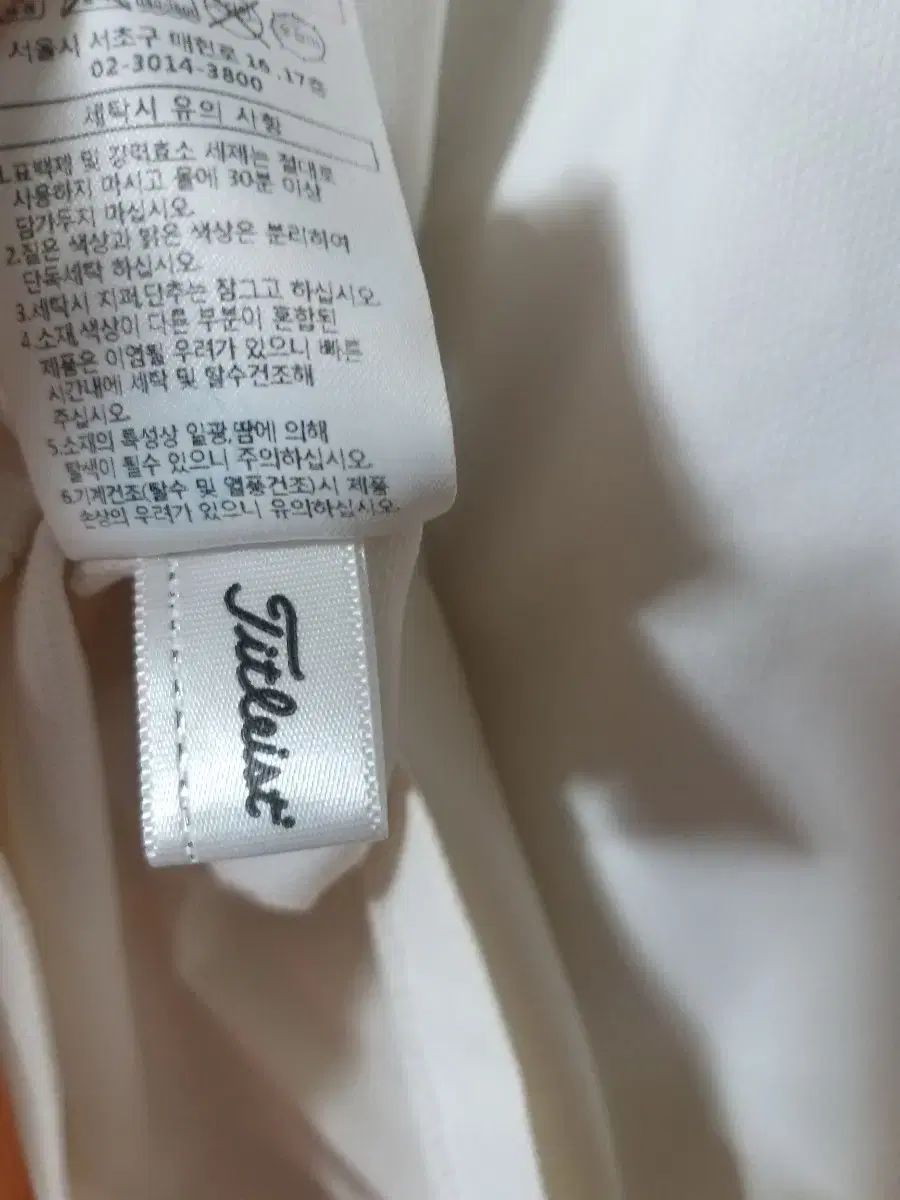 서울시 서초구 매헌로 16 .17층
02-3014-3800
세탁시 유의 사항
1.표백제 및 강력효소 세제는 절대로
사용하지 마시고 물에 30분 이상
담가두지 마십시오.
2.짙은 색상과 맑은 색상은 분리하여
단독세탁 하십시오.
3.세탁시 지퍼,단추는 잠그고 하십시오.
4.소재,색상이 다른 부분이 혼합된
제품은 이염될 우려가 있으니 빠른
시간내에 세탁 및 탈수건조해
주십시오.
5.소재의 특성상 일광,땀에 의해
탈색이 될수 있으니 주의하십시오.
6.기계건조(탈수 및 열풍건조)시 제품
손상의 우려가 있으니 유의하십시오.
Titleist